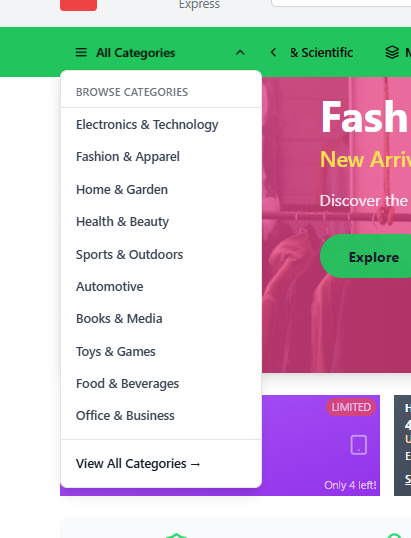 Express
All Categories
& Scientific
BROWSE CATEGORIES
Electronics & Technology
Fashion & Apparel
Home & Garden
Health & Beauty
Sports & Outdoors
Automotive
Books & Media
Toys & Games
Food & Beverages
Office & Business
View All Categories →
Fash
New Arriv
Discover the
Explore
LIMITED
Only 4 left!